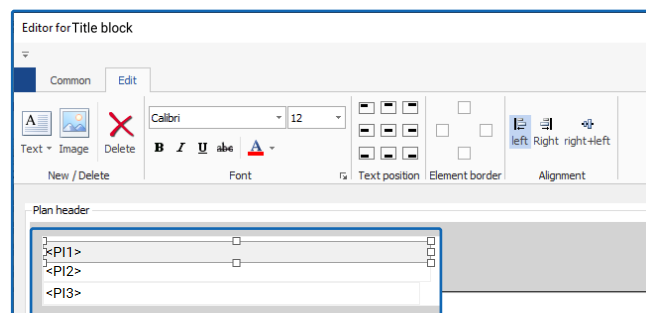 Editor for Title block
Common Edit
A
Text Image Delete
New / Delete
Calibri 12
B I U abc A
Font
Text position
Element border
left Right right+left
Alignment
Plan header
<PI1>
<PI2>
<PI3>